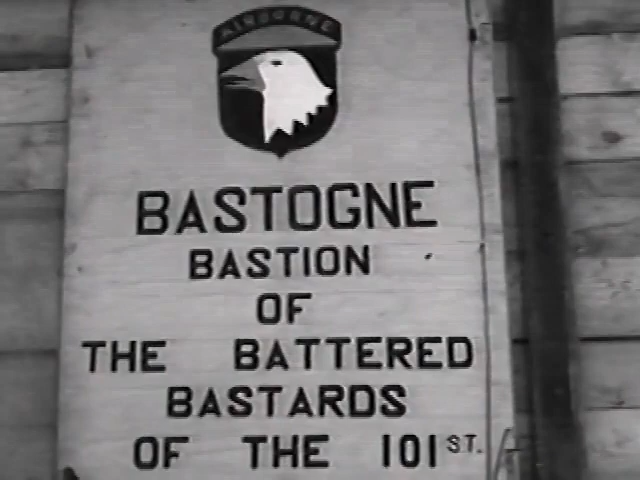 AIRBORNE
BASTOGNE
BASTION
OF
THE BATTERED
BASTARDS
OF THE 101ST.